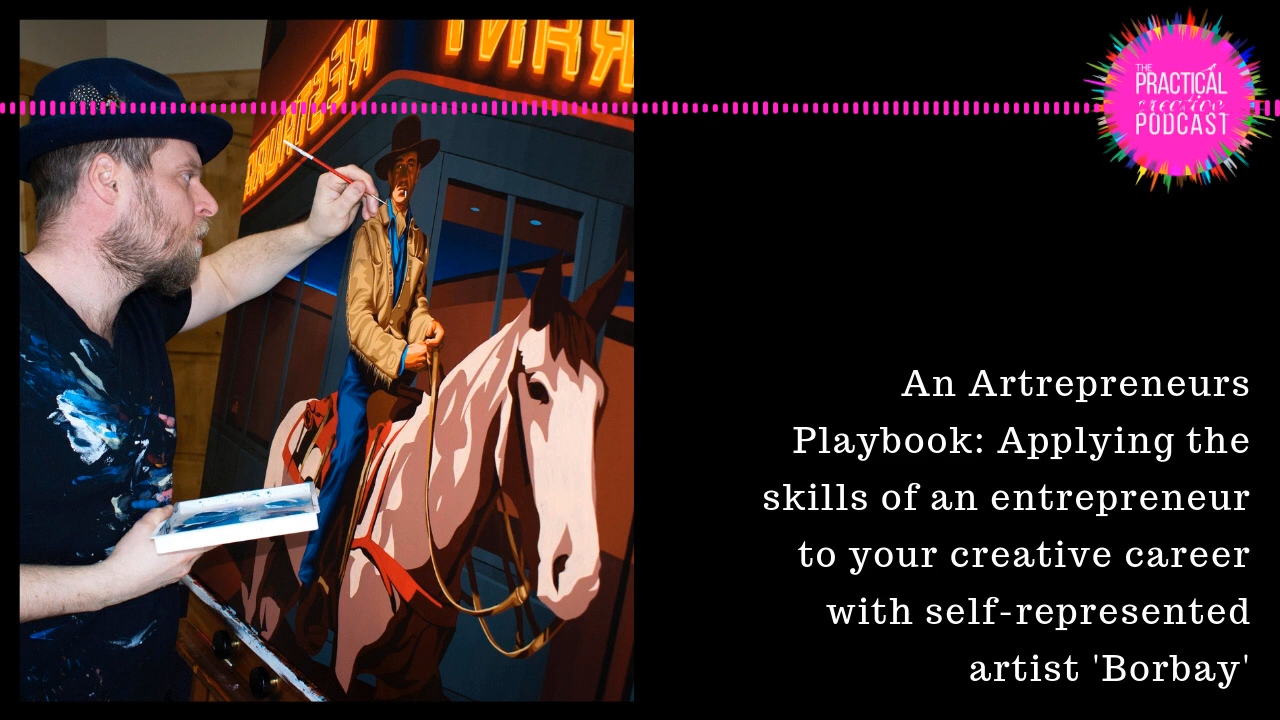 THE
PRACTICAL
creative
PODCAST
An Artrepreneurs
Playbook: Applying the
skills of an entrepreneur
to your creative career
with self-represented
artist 'Borbay'